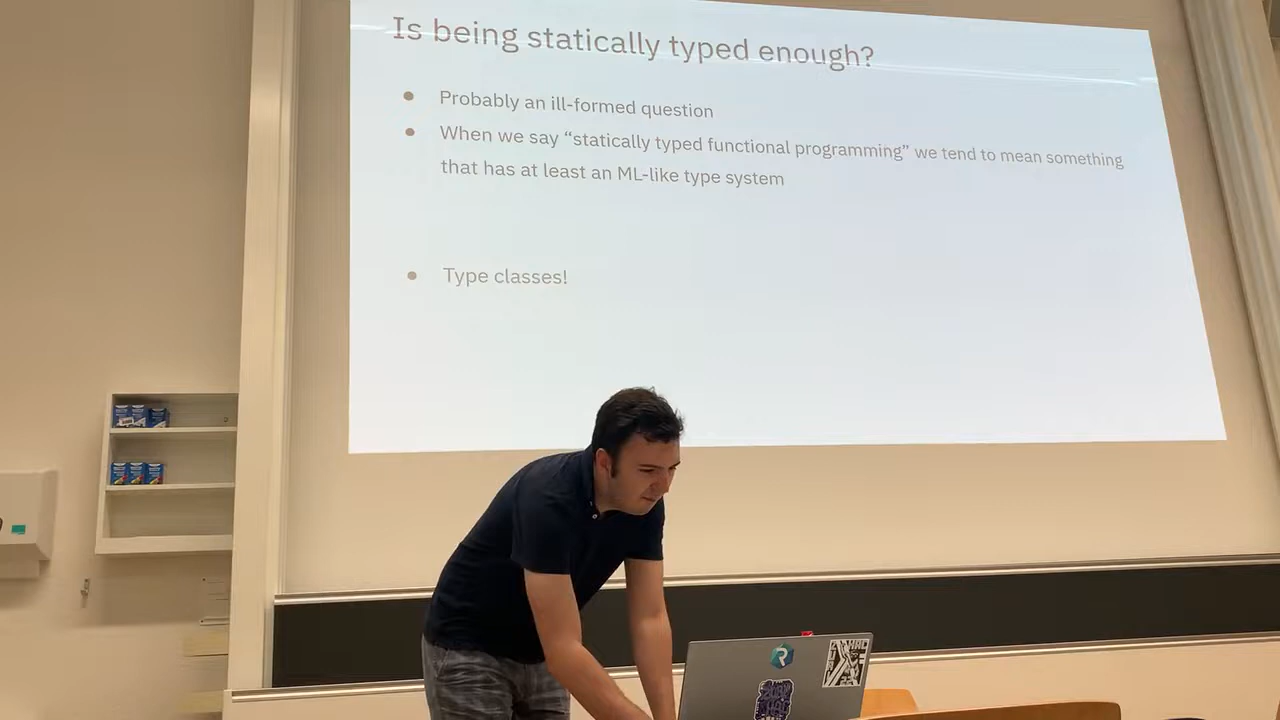 Is being statically typed enough?
● Probably an ill-formed question
● When we say “statically typed functional programming” we tend to mean something
that has at least an ML-like type system
● Type classes!